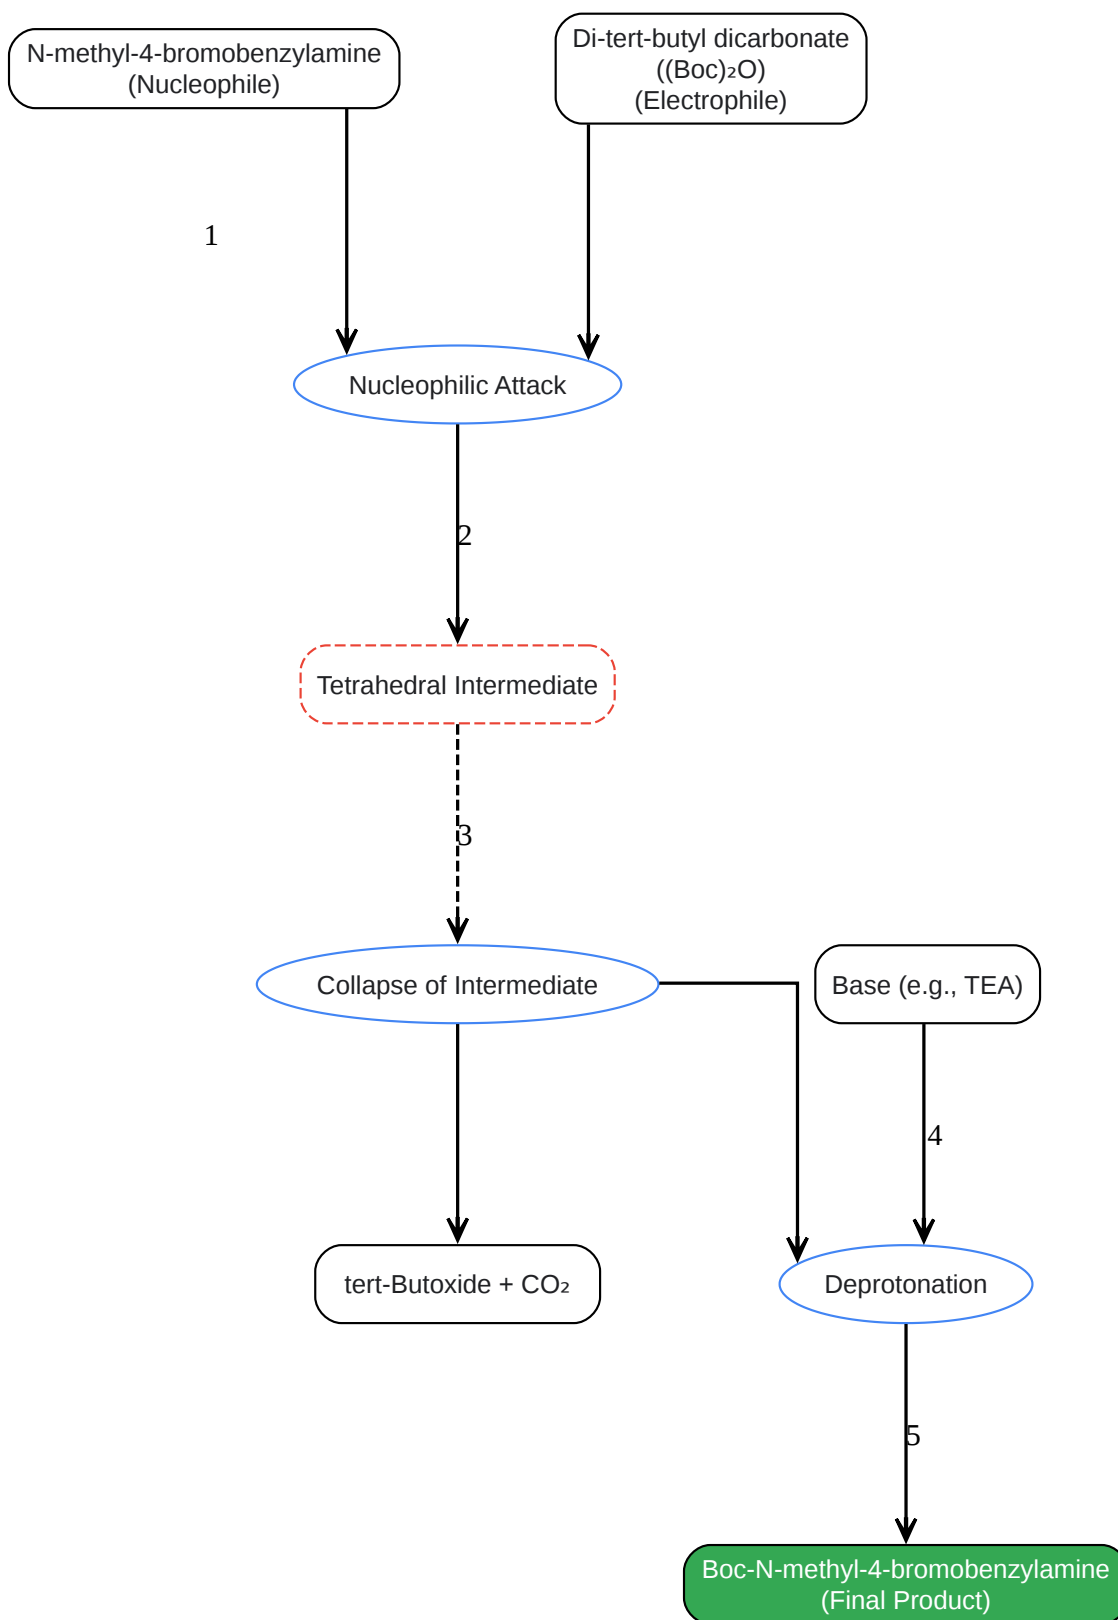 N-methyl-4-bromobenzylamine
(Nucleophile)
Di-tert-butyl dicarbonate
((Boc)₂O)
(Electrophile)
1
Nucleophilic Attack
2
Tetrahedral Intermediate
3
Collapse of Intermediate
Base (e.g., TEA)
4
tert-Butoxide + CO₂
Deprotonation
5
Boc-N-methyl-4-bromobenzylamine
(Final Product)